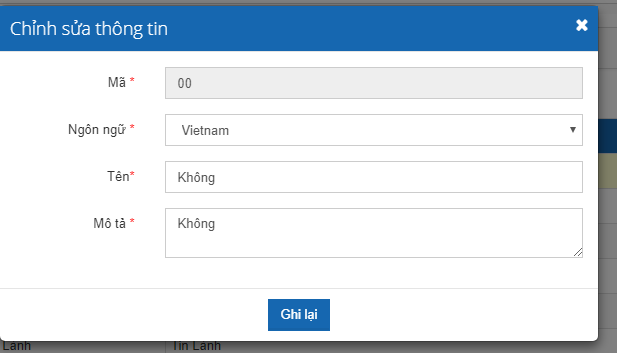 Chỉnh sửa thông tin
Mã * 00
Ngôn ngữ * Vietnam
Tên* Không
Mô tả * Không
Ghi lại
Lành Tin Lành